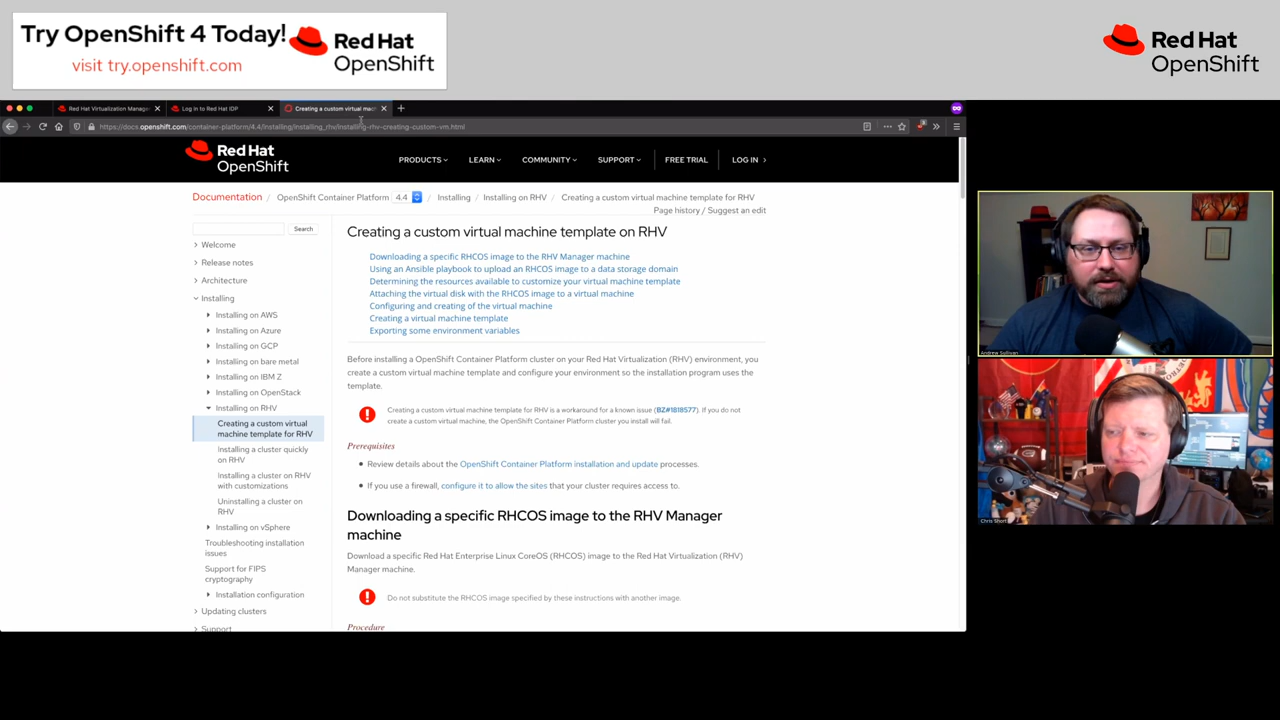 Try OpenShift 4 Today!
visit try.openshift.com
Red Hat
OpenShift
Red Hat
OpenShift
Red Hat Virtualization Manage
Log in to Red Hat IDP
Creating a custom virtual mach
https://docs.openshift.com/container-platform/4.4/installing/installing_rhv/installing-rhv-creating-custom-vm.html
Red Hat
OpenShift
PRODUCTS
LEARN
COMMUNITY
SUPPORT
FREE TRIAL
LOG IN
Documentation / OpenShift Container Platform 4.4 / Installing / Installing on RHV / Creating a custom virtual machine template for RHV
Page history / Suggest an edit
Search
Welcome
Release notes
Architecture
Installing
Installing on AWS
Installing on Azure
Installing on GCP
Installing on bare metal
Installing on IBM Z
Installing on OpenStack
Installing on RHV
Creating a custom virtual
machine template for RHV
Installing a cluster quickly
on RHV
Installing a cluster on RHV
with customizations
Uninstalling a cluster on
RHV
Installing on vSphere
Troubleshooting installation
issues
Support for FIPS
cryptography
Installation configuration
Updating clusters
Support
Creating a custom virtual machine template on RHV
Downloading a specific RHCOS image to the RHV Manager machine
Using an Ansible playbook to upload an RHCOS image to a data storage domain
Determining the resources available to customize your virtual machine template
Attaching the virtual disk with the RHCOS image to a virtual machine
Configuring and creating of the virtual machine
Creating a virtual machine template
Exporting some environment variables
Before installing a OpenShift Container Platform cluster on your Red Hat Virtualization (RHV) environment, you
create a custom virtual machine template and configure your environment so the installation program uses the
template.
Creating a custom virtual machine template for RHV is a workaround for a known issue (BZ#1818577). If you do not
create a custom virtual machine, the OpenShift Container Platform cluster you install will fail.
Prerequisites
Review details about the OpenShift Container Platform installation and update processes.
If you use a firewall, configure it to allow the sites that your cluster requires access to.
Downloading a specific RHCOS image to the RHV Manager
machine
Download a specific Red Hat Enterprise Linux CoreOS (RHCOS) image to the Red Hat Virtualization (RHV)
Manager machine.
Do not substitute the RHCOS image specified by these instructions with another image.
Procedure
Andrew Sullivan
Chris Short